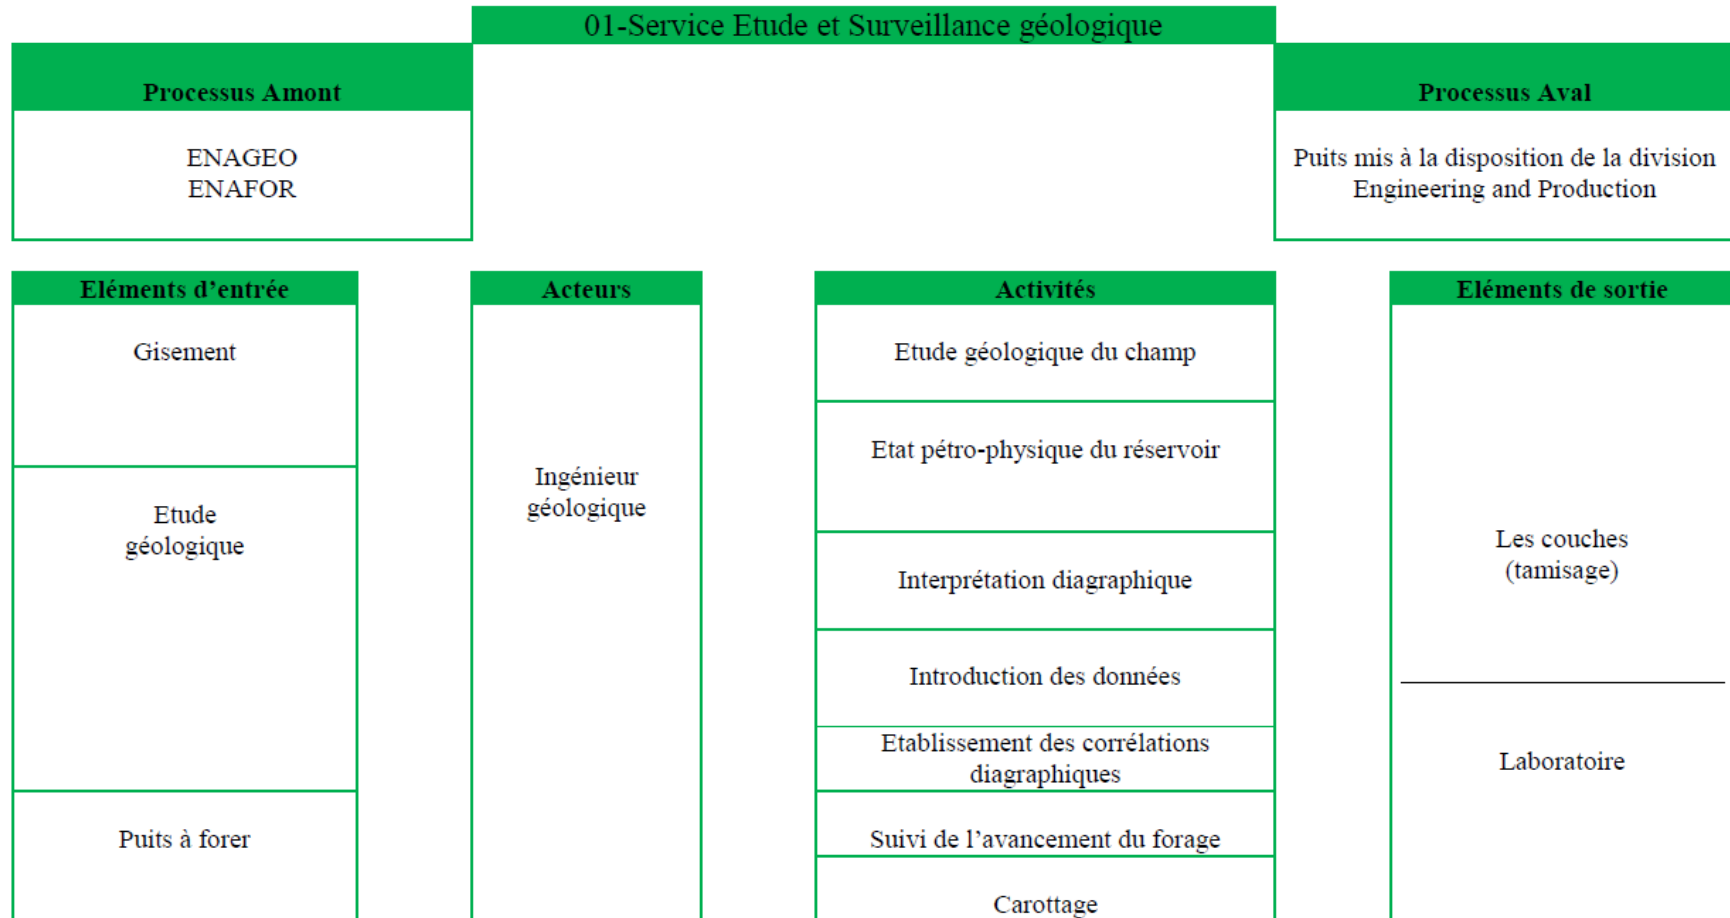 01-Service Etude et Surveillance géologique
Processus Amont
Processus Aval
ENAGEO
ENAFOR
Puits mis à la disposition de la division
Engineering and Production
Eléments d’entrée
Acteurs
Activités
Eléments de sortie
Gisement
Etude
géologique
Puits à forer
Ingénieur
géologique
Etude géologique du champ
Etat pétro-physique du réservoir
Interprétation diagraphique
Introduction des données
Etablissement des corrélations
diagraphiques
Suivi de l’avancement du forage
Carottage
Les couches
(tamisage)
Laboratoire